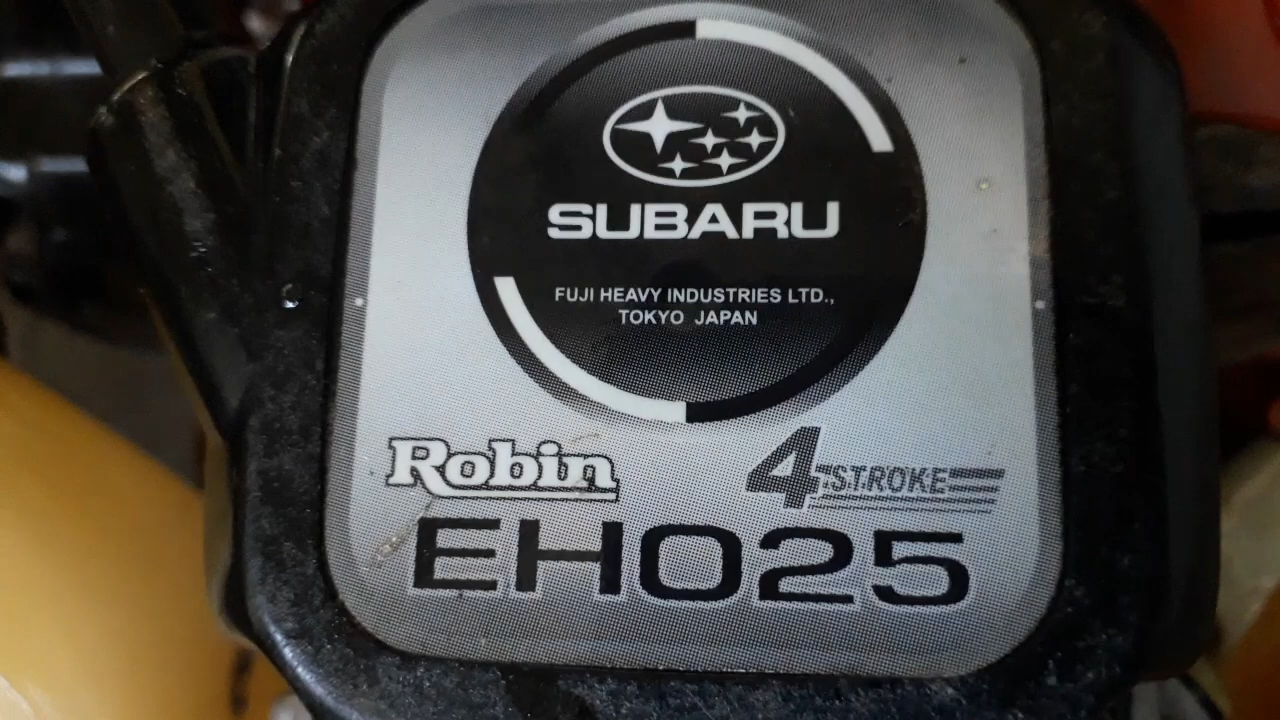 SUBARU
FUJI HEAVY INDUSTRIES LTD.,
TOKYO JAPAN
Robin
4-STROKE
EH025